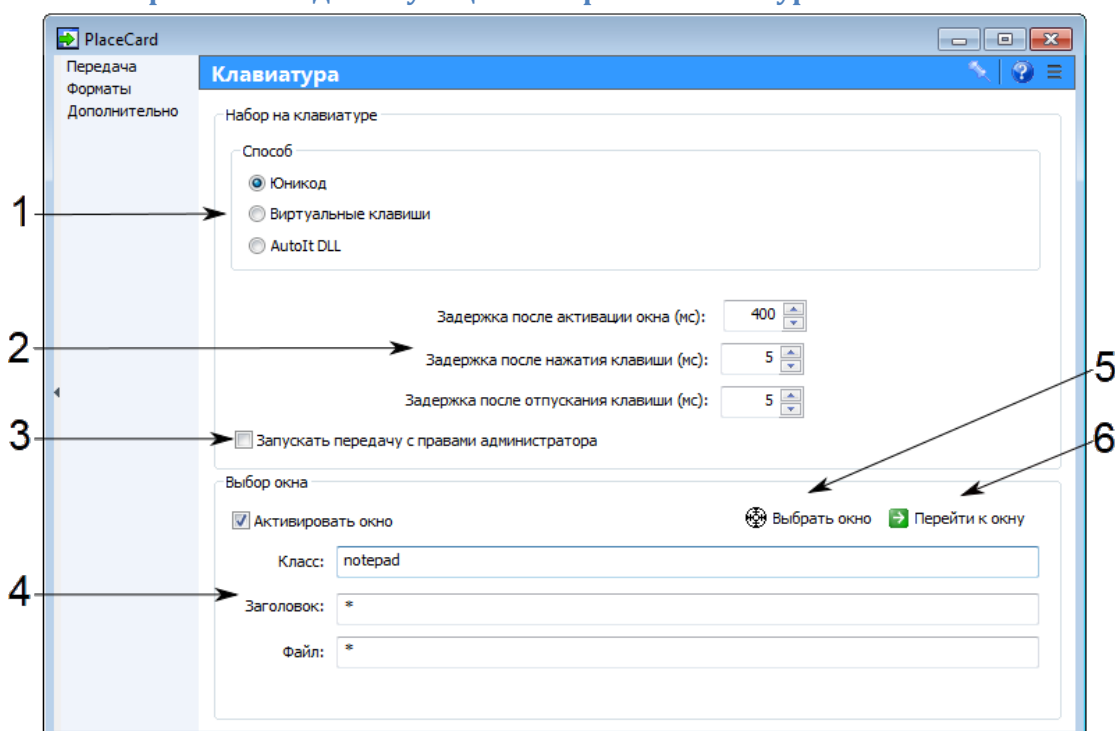 PlaceCard
Передача
Форматы
Дополнительно
Клавиатура
Набор на клавиатуре
Способ
Юникод
1
Виртуальные клавиши
AutoIt DLL
Задержка после активации окна (мс): 400
2
Задержка после нажатия клавиши (мс): 5
5
Задержка после отпускания клавиши (мс): 5
3
Запускать передачу с правами администратора
6
Выбор окна
Активировать окно
Выбрать окно
Перейти к окну
Класс: notepad
4
Заголовок: *
Файл: *